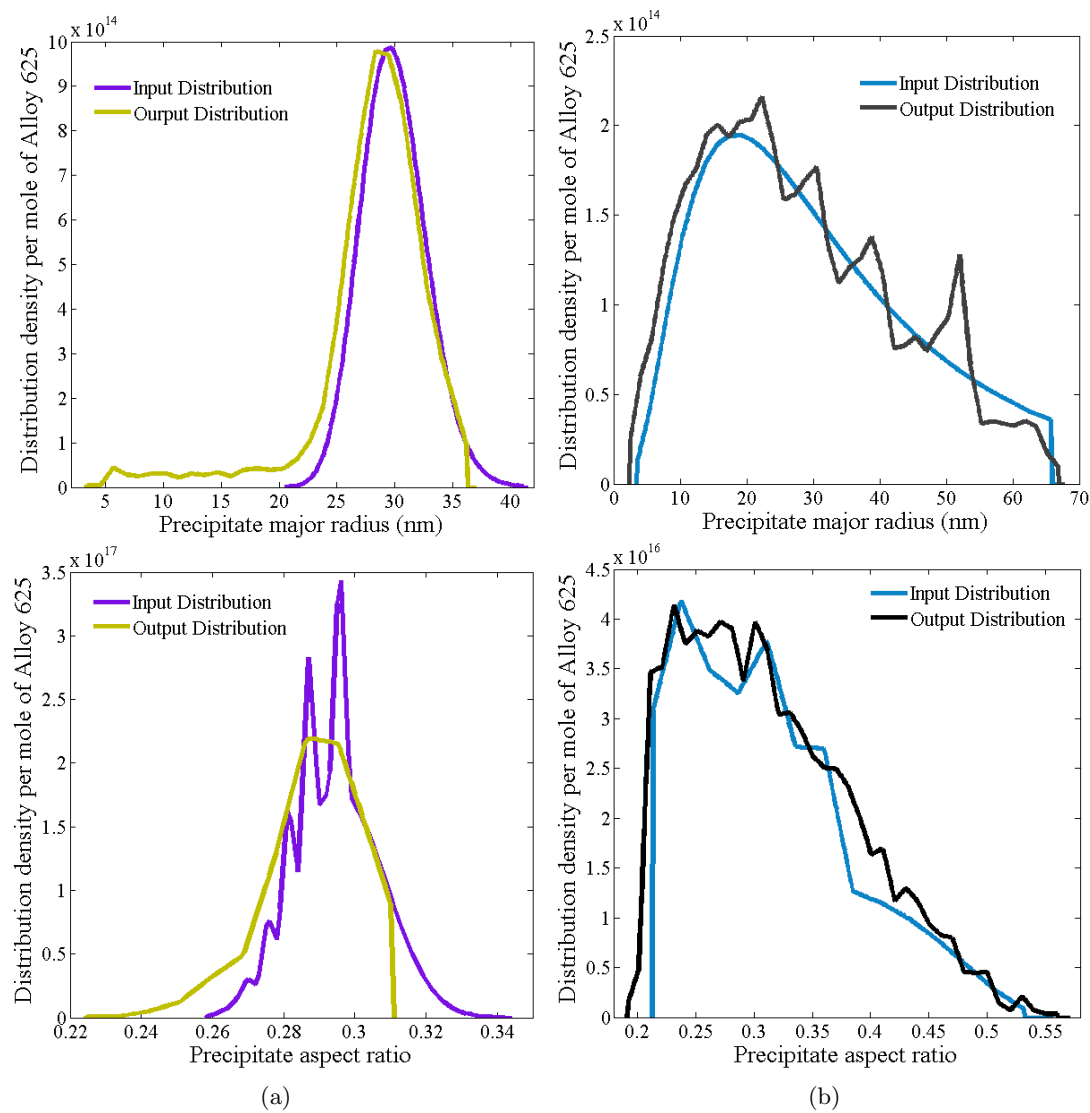 x 10^14
Distribution density per mole of Alloy 625
10
9
8
7
6
5
4
3
2
1
0
Input Distribution
Ourput Distribution
5 10 15 20 25 30 35 40
Precipitate major radius (nm)
x 10^14
Distribution density per mole of Alloy 625
2.5
2
1.5
1
0.5
0
Input Distribution
Output Distribution
0 10 20 30 40 50 60 70
Precipitate major radius (nm)
x 10^17
Distribution density per mole of Alloy 625
3.5
3
2.5
2
1.5
1
0.5
0
Input Distribution
Output Distribution
0.22 0.24 0.26 0.28 0.3 0.32 0.34
Precipitate aspect ratio
(a)
x 10^16
Distribution density per mole of Alloy 625
4.5
4
3.5
3
2.5
2
1.5
1
0.5
0
Input Distribution
Output Distribution
0.2 0.25 0.3 0.35 0.4 0.45 0.5 0.55
Precipitate aspect ratio
(b)